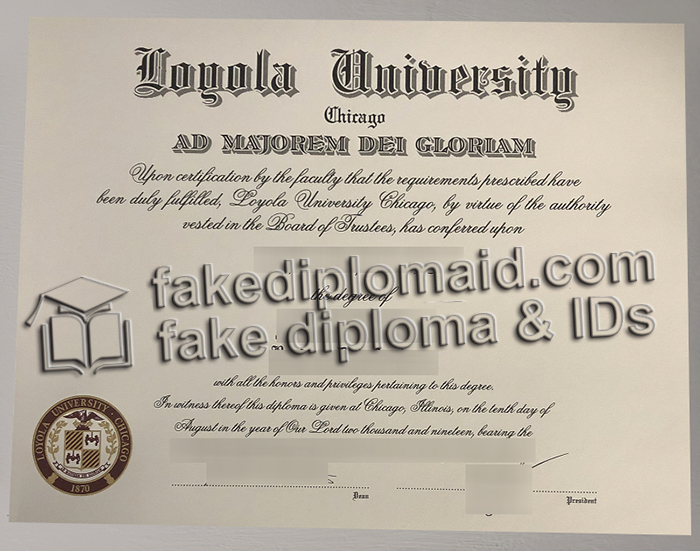 Loyola University
Chicago
AD MAJOREM DEI GLORIAM
Upon certification by the faculty that the requirements prescribed have
been duly fulfilled, Loyola University Chicago, by virtue of the authority
vested in the Board of Trustees, has conferred upon
fakediplomaid.com
the degree of
fake diploma & IDs
with all the honors and privileges pertaining to this degree.
In witness thereof this diploma is given at Chicago, Illinois, on the tenth day of
August in the year of Our Lord two thousand and nineteen, bearing the
LOYOLA UNIVERSITY CHICAGO
1870
Dean
President